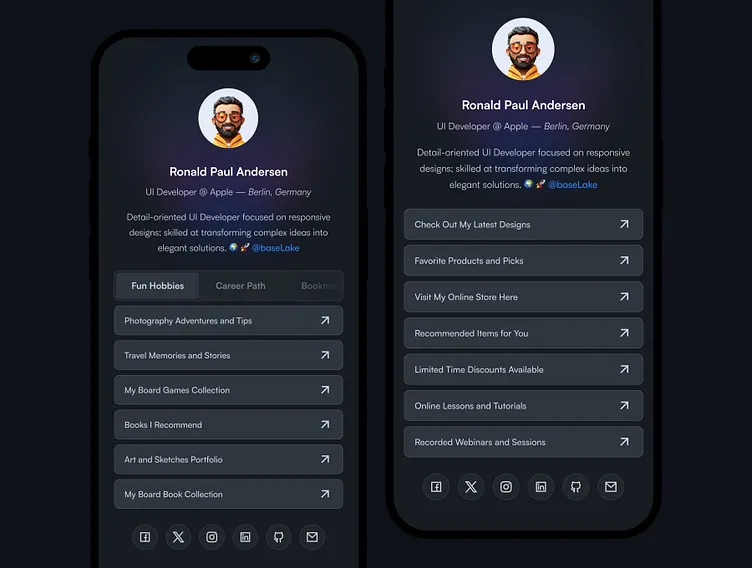 Ronald Paul Andersen
UI Developer @ Apple — Berlin, Germany
Detail-oriented UI Developer focused on responsive
designs; skilled at transforming complex ideas into
elegant solutions. 🌍 🚀 @baseLake
Fun Hobbies
Career Path
Bookma
Photography Adventures and Tips
Travel Memories and Stories
My Board Games Collection
Books I Recommend
Art and Sketches Portfolio
My Board Book Collection
Ronald Paul Andersen
UI Developer @ Apple — Berlin, Germany
Detail-oriented UI Developer focused on responsive
designs; skilled at transforming complex ideas into
elegant solutions. 🌍 🚀 @baseLake
Check Out My Latest Designs
Favorite Products and Picks
Visit My Online Store Here
Recommended Items for You
Limited Time Discounts Available
Online Lessons and Tutorials
Recorded Webinars and Sessions